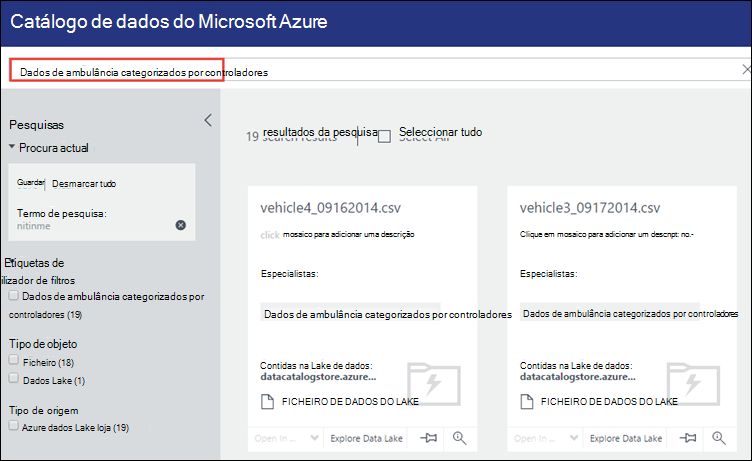 Catálogo de dados do Microsoft Azure
Dados de ambulância categorizados por controladores
Pesquisas
Procura actual
Guardar Desmarcar tudo
Termo de pesquisa:
nitinme
Etiquetas de
ilizador de filtros
Dados de ambulância categorizados por
controladores (19)
Tipo de objeto
Ficheiro (18)
Dados Lake (1)
Tipo de origem
Azure dados Lake loja (19)
19 resultados da pesquisa Seleccionar tudo
vehicle4_09162014.csv
click mosaico para adicionar uma descrição
Especialistas:
Dados de ambulância categorizados por controladores
Contidas na Lake de dados:
datacatalogstore.azure...
FICHEIRO DE DADOS DO LAKE
Open In ... Explore Data Lake
vehicle3_09172014.csv
Clique em mosaico para adicionar um descnpt: no.-
Especialistas:
Dados de ambulância categorizados por controladores
Contidas na Lake de dados:
datacatalogstore.azure...
FICHEIRO DE DADOS DO LAKE
Open In ... Explore Data Lake